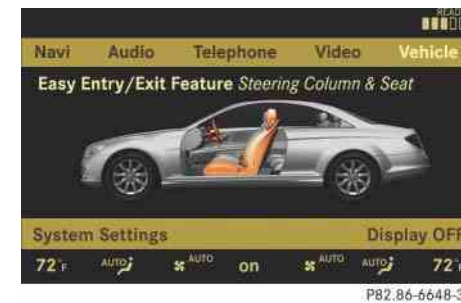 READY
Navi Audio Telephone Video Vehicle
Easy Entry/Exit Feature Steering Column & Seat
System Settings Display OFF
72°F AUTO AUTO on AUTO AUTO 72°
P82.86-6648-3